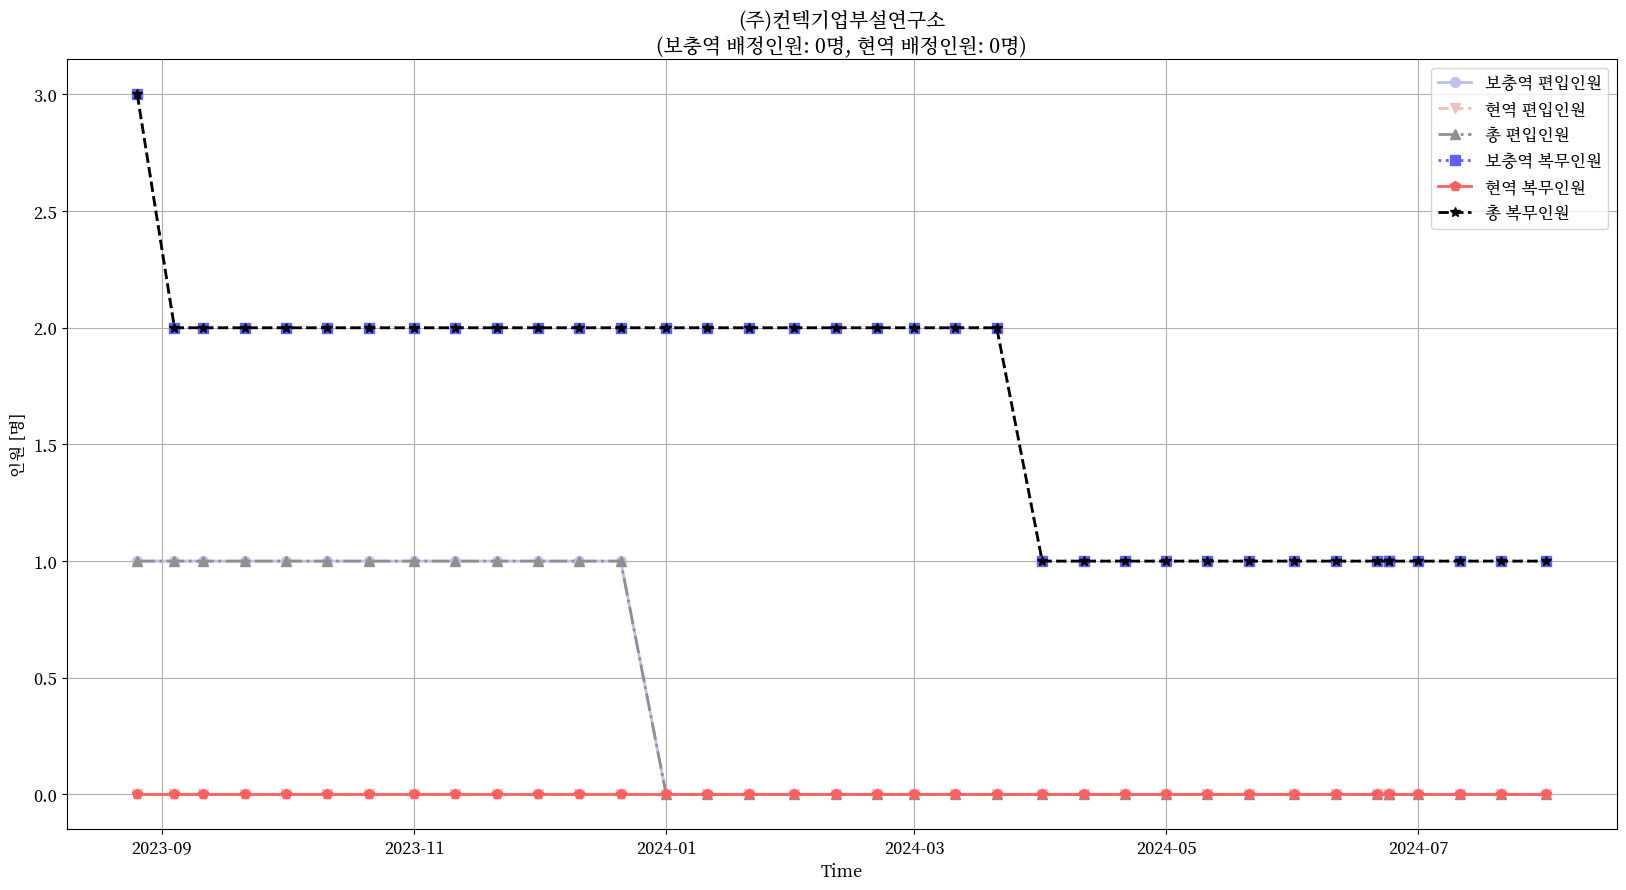 (주)컨텍기업부설연구소
(보충역 배정인원: 0명, 현역 배정인원: 0명)
보충역 편입인원
현역 편입인원
총 편입인원
보충역 복무인원
현역 복무인원
총 복무인원
인원 [명]
3.0
2.5
2.0
1.5
1.0
0.5
0.0
2023-09
2023-11
2024-01
2024-03
2024-05
2024-07
Time